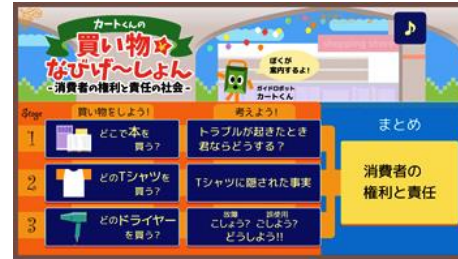 カートくんの
買い物
なびげ〜しょん
-消費者の権利と責任の社会-
shopping store
ぼくが
案内するよ!
ガイドロボット
カートくん
Stage
買い物をしよう!
考えよう!
まとめ
1
どこで本を
買う?
トラブルが起きたとき
君ならどうする?
2
どのTシャツを
買う?
Tシャツに隠された事実
3
どのドライヤー
を買う?
故障 誤使用
こしょう? ごしよう?
どうしよう!!
消費者の
権利と責任